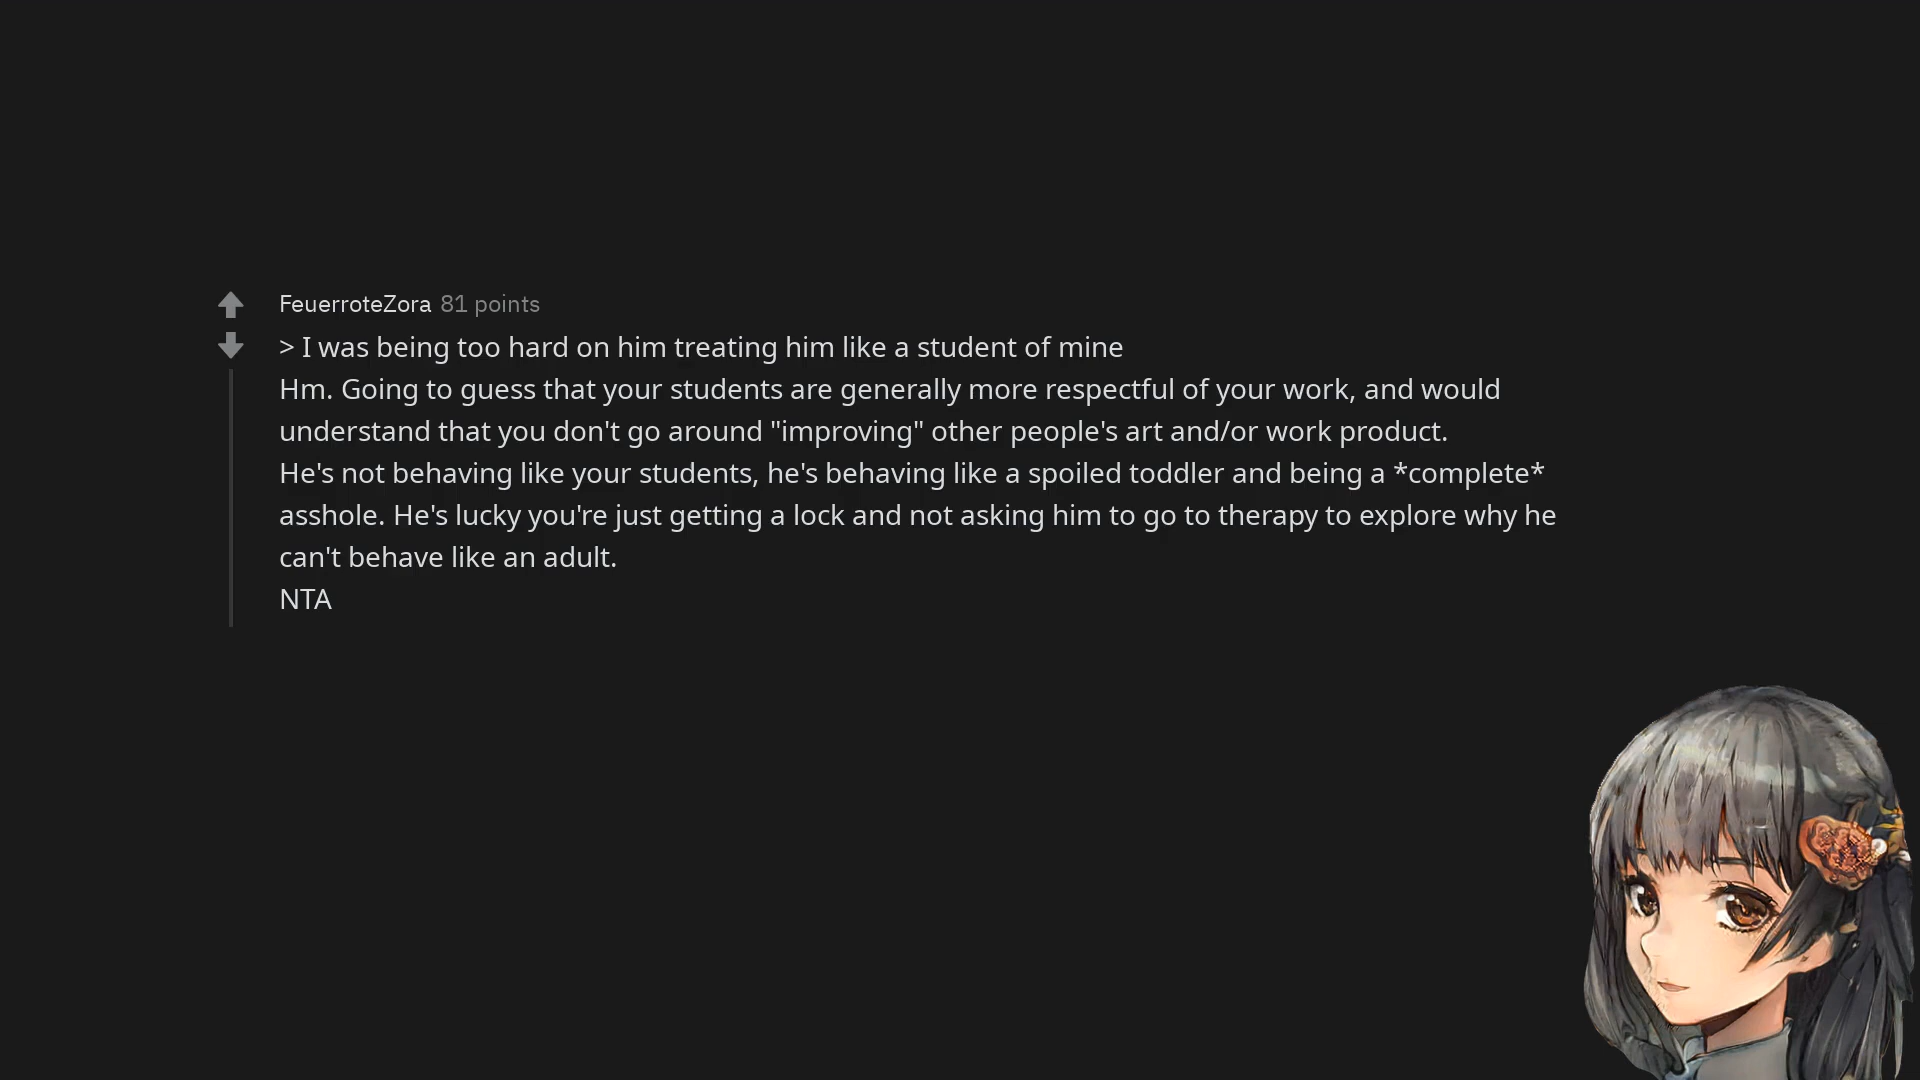 FeuerroteZora 81 points
> I was being too hard on him treating him like a student of mine
Hm. Going to guess that your students are generally more respectful of your work, and would
understand that you don't go around "improving" other people's art and/or work product.
He's not behaving like your students, he's behaving like a spoiled toddler and being a *complete*
asshole. He's lucky you're just getting a lock and not asking him to go to therapy to explore why he
can't behave like an adult.
NTA